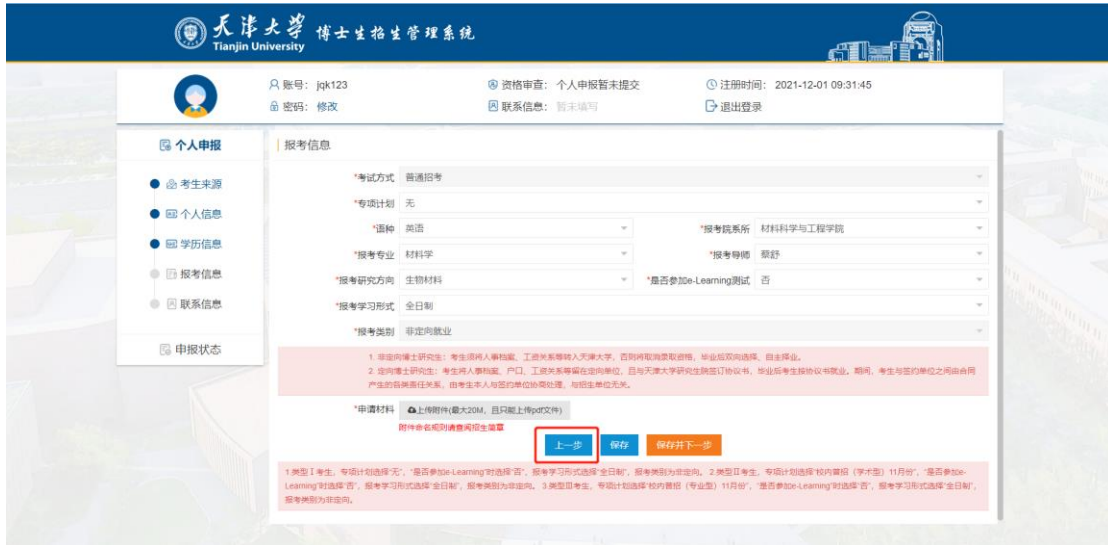 天津大学 博士生招生管理系统
Tianjin University
账号: jqk123 资格审查: 个人申报暂未提交 注册时间: 2021-12-01 09:31:45
密码: 修改 联系信息: 暂未填写 退出登录
个人申报
考生来源
个人信息
学历信息
报考信息
联系信息
申报状态
报考信息
*考试方式 普通招考
*专项计划 无
*语种 英语 *报考院系所 材料科学与工程学院
*报考专业 材料学 *报考导师 蔡舒
*报考研究方向 生物材料 *是否参加e-Learning测试 否
*报考学习形式 全日制
*报考类别 非定向就业
1. 非定向博士研究生：考生须将人事档案、工资关系等转入天津大学，否则将取消录取资格，毕业后双向选择、自主择业。
2. 定向博士研究生：考生将人事档案、户口、工资关系等留在定向单位，且与天津大学研究生院签订协议书，毕业后考生按协议书就业。期间，考生与签约单位之间由合同
产生的各类责任关系，由考生本人与签约单位协商处理，与招生单位无关。
*申请材料 上传附件(最大20M，且只能上传pdf文件)
附件命名规则请查阅招生简章
上一步 保存 保存并下一步
1.类型Ⅰ考生，专项计划选择“无”，“是否参加e-Learning”时选择“否”，报考学习形式选择“全日制”，报考类别为非定向。 2.类型Ⅱ考生，专项计划选择“校内普招（学术型）11月份”，“是否参加e-
Learning”时选择“否”，报考学习形式选择“全日制”，报考类别为非定向。 3.类型Ⅲ考生，专项计划选择“校内普招（专业型）11月份”，“是否参加e-Learning”时选择“否”，报考学习形式选择“全日制”，
报考类别为非定向。